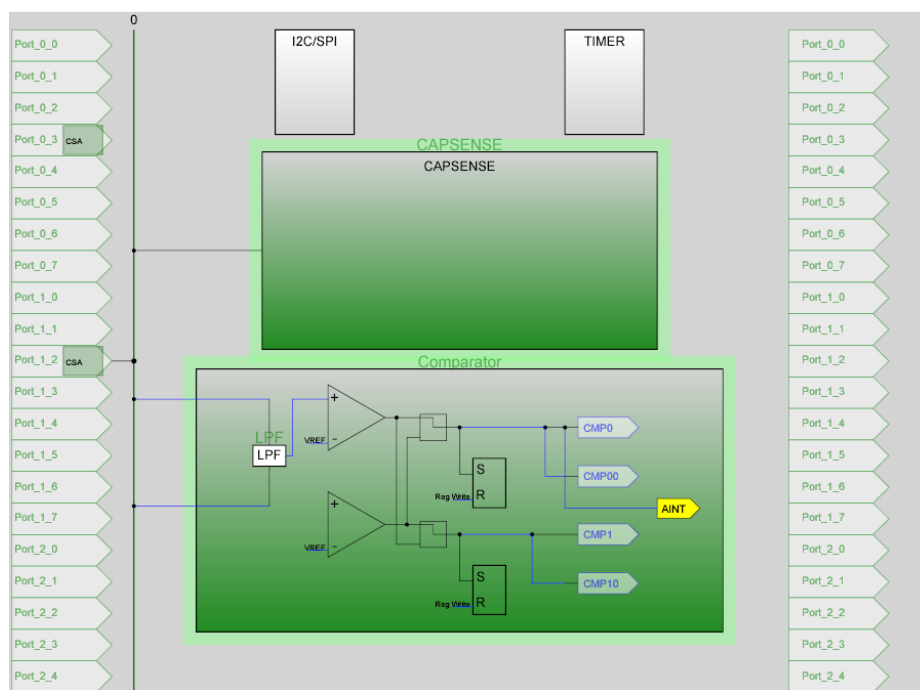 0
Port_0_0
Port_0_1
Port_0_2
Port_0_3 CSA
Port_0_4
Port_0_5
Port_0_6
Port_0_7
Port_1_0
Port_1_1
Port_1_2 CSA
Port_1_3
Port_1_4
Port_1_5
Port_1_6
Port_1_7
Port_2_0
Port_2_1
Port_2_2
Port_2_3
Port_2_4
I2C/SPI
TIMER
CAPSENSE
CAPSENSE
Comparator
LPF
LPF
+
VREF -
S
Reg Write R
+
VREF -
S
Reg Write R
CMP0
CMP00
AINT
CMP1
CMP10
Port_0_0
Port_0_1
Port_0_2
Port_0_3
Port_0_4
Port_0_5
Port_0_6
Port_0_7
Port_1_0
Port_1_1
Port_1_2
Port_1_3
Port_1_4
Port_1_5
Port_1_6
Port_1_7
Port_2_0
Port_2_1
Port_2_2
Port_2_3
Port_2_4